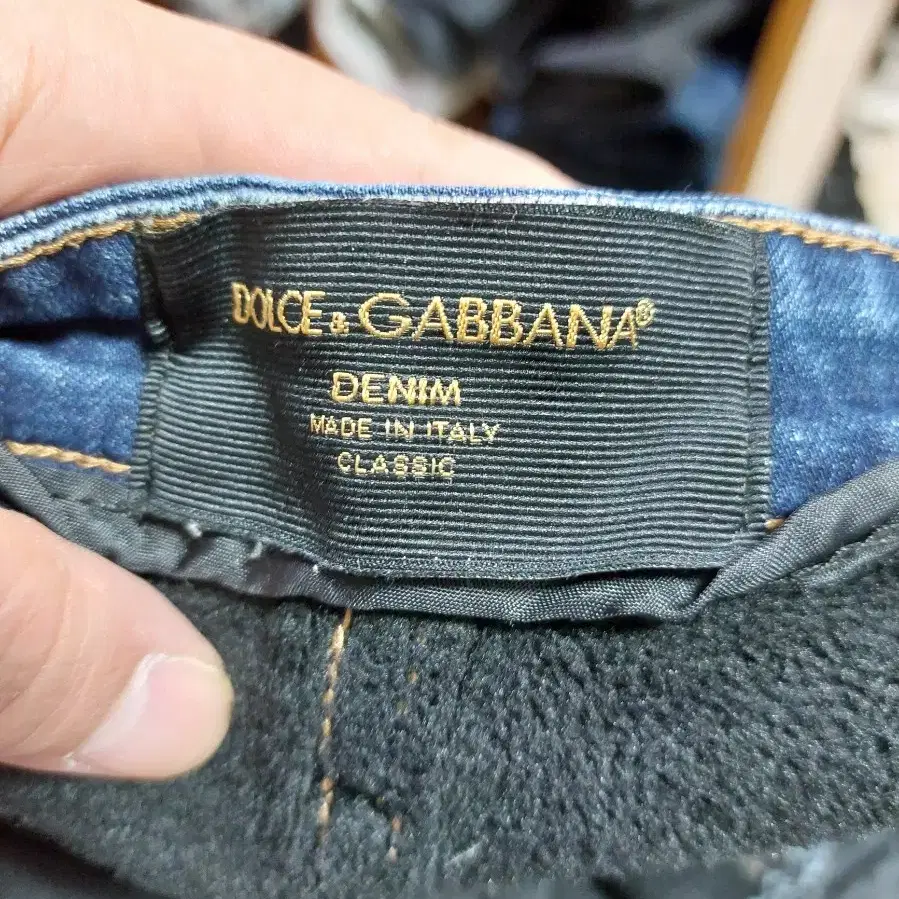 DOLCE & GABBANA®
DENIM
MADE IN ITALY
CLASSIC